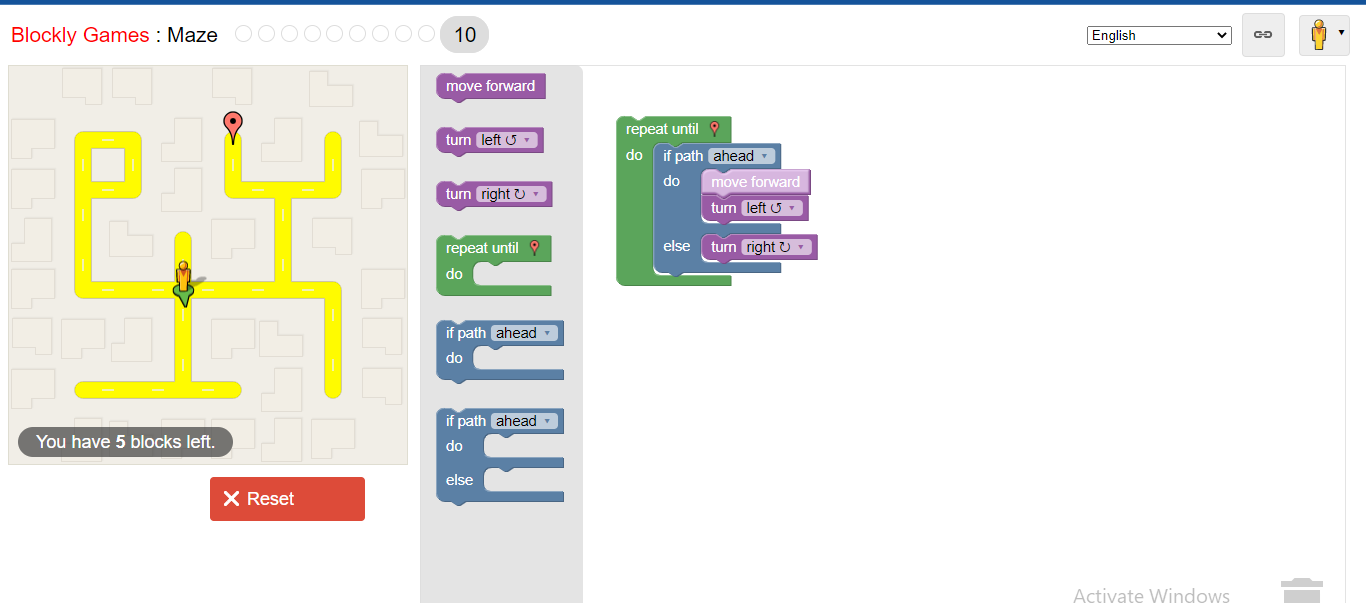 Blockly Games : Maze 10
English
move forward
turn left ↺
turn right ↻
repeat until
do
if path ahead
do
if path ahead
do
else
repeat until
do if path ahead
do move forward
turn left ↺
else turn right ↻
You have 5 blocks left.
Reset
Activate Windows